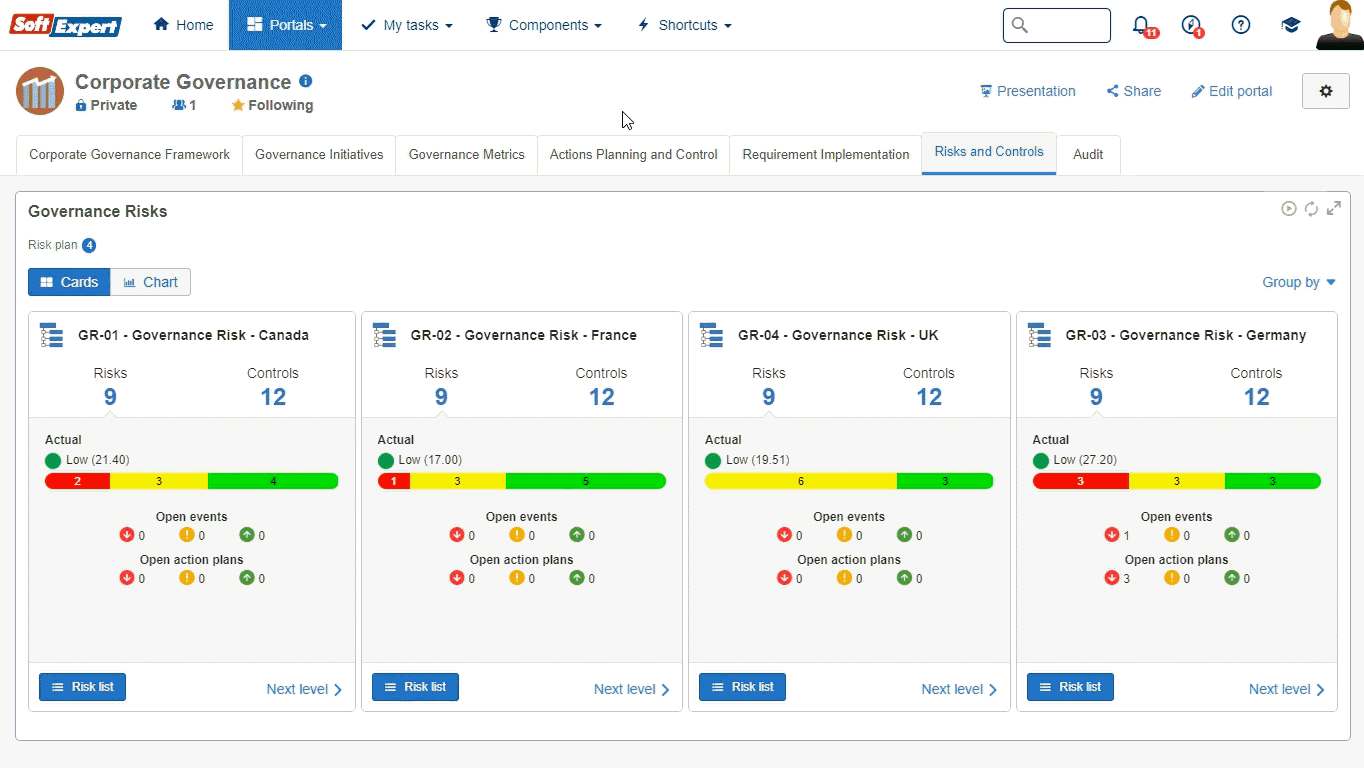 Soft Expert Home Portals My tasks Components Shortcuts 11 1
Corporate Governance
Private 1 Following
Presentation Share Edit portal
Corporate Governance Framework Governance Initiatives Governance Metrics Actions Planning and Control Requirement Implementation Risks and Controls Audit
Governance Risks
Risk plan 4
Cards Chart Group by
GR-01 - Governance Risk - Canada
Risks Controls
9 12
Actual
Low (21.40)
2 3 4
Open events
0 0 0
Open action plans
0 0 0
Risk list Next level
GR-02 - Governance Risk - France
Risks Controls
9 12
Actual
Low (17.00)
1 3 5
Open events
0 0 0
Open action plans
0 0 0
Risk list Next level
GR-04 - Governance Risk - UK
Risks Controls
9 12
Actual
Low (19.51)
6 3
Open events
0 0 0
Open action plans
0 0 0
Risk list Next level
GR-03 - Governance Risk - Germany
Risks Controls
9 12
Actual
Low (27.20)
3 3 3
Open events
1 0 0
Open action plans
3 0 0
Risk list Next level